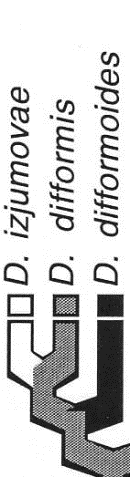 D. izjumovae
D. difformis
D. difformoides